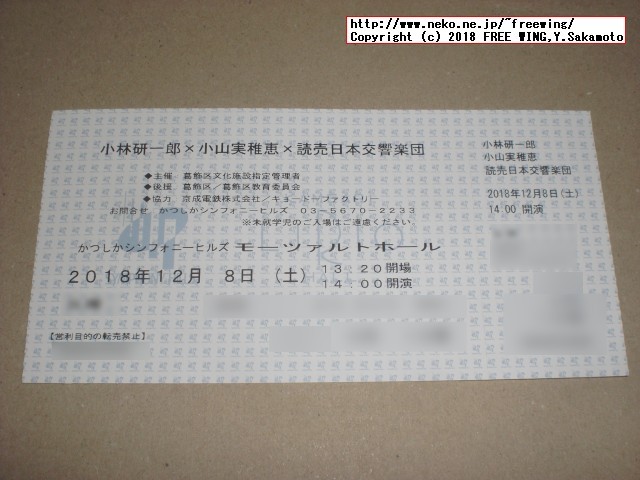 http://www.neko.ne.jp/~freewing/
Copyright (c) 2018 FREE WING,Y.Sakamoto
小林研一郎×小山実稚恵×読売日本交響楽団
◆主催 葛飾区文化施設指定管理者
◆後援 葛飾区／葛飾区教育委員会
◆協力 京成電鉄株式会社／キョードーファクトリー
お問合せ かつしかシンフォニーヒルズ 03-5670-2233
※未就学児のご入場はご遠慮ください。
かつしかシンフォニーヒルズ モーツァルトホール
2018年12月 8日 （土） 13:20開場
14:00開演
【営利目的の転売禁止】
小林研一郎
小山実稚恵
読売日本交響楽団
2018年12月8日(土)
14:00 開演